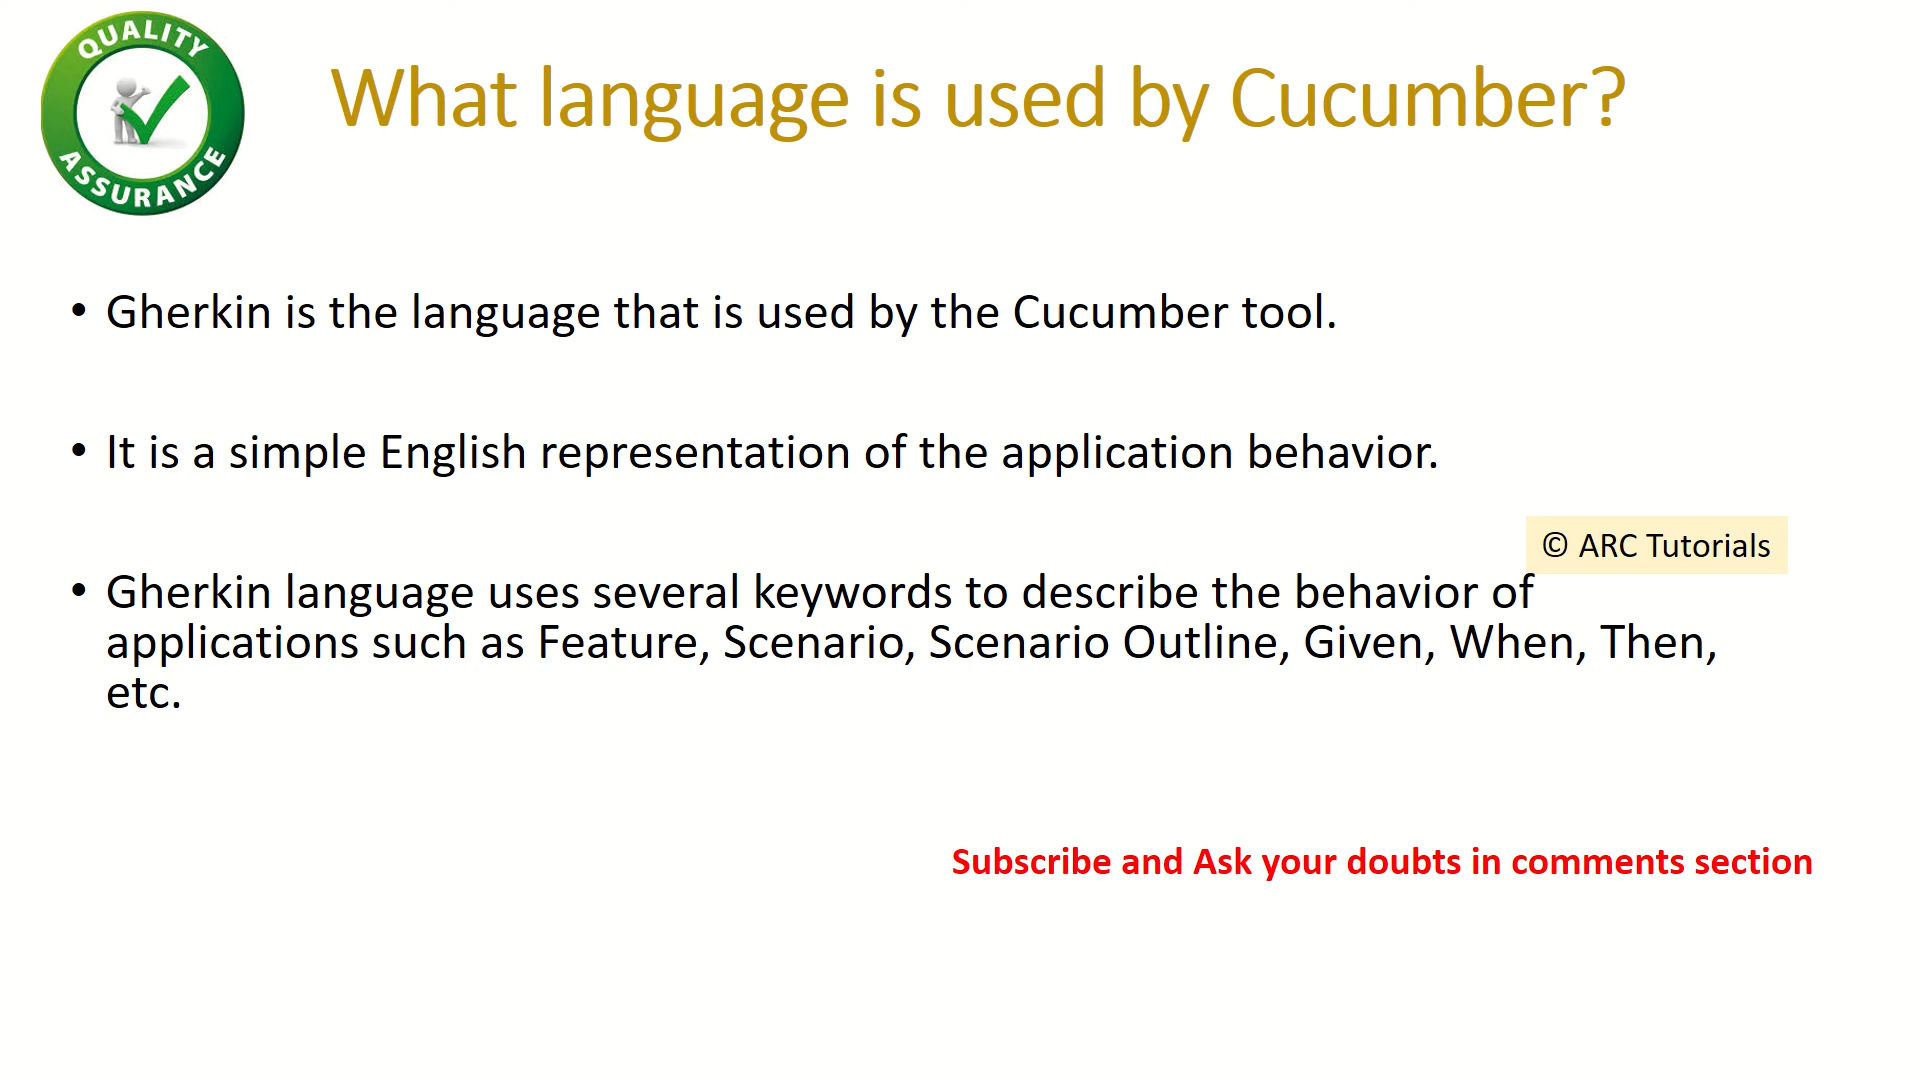 QUALITY
ASSURANCE
What language is used by Cucumber?
• Gherkin is the language that is used by the Cucumber tool.
• It is a simple English representation of the application behavior.
© ARC Tutorials
• Gherkin language uses several keywords to describe the behavior of
applications such as Feature, Scenario, Scenario Outline, Given, When, Then,
etc.
Subscribe and Ask your doubts in comments section